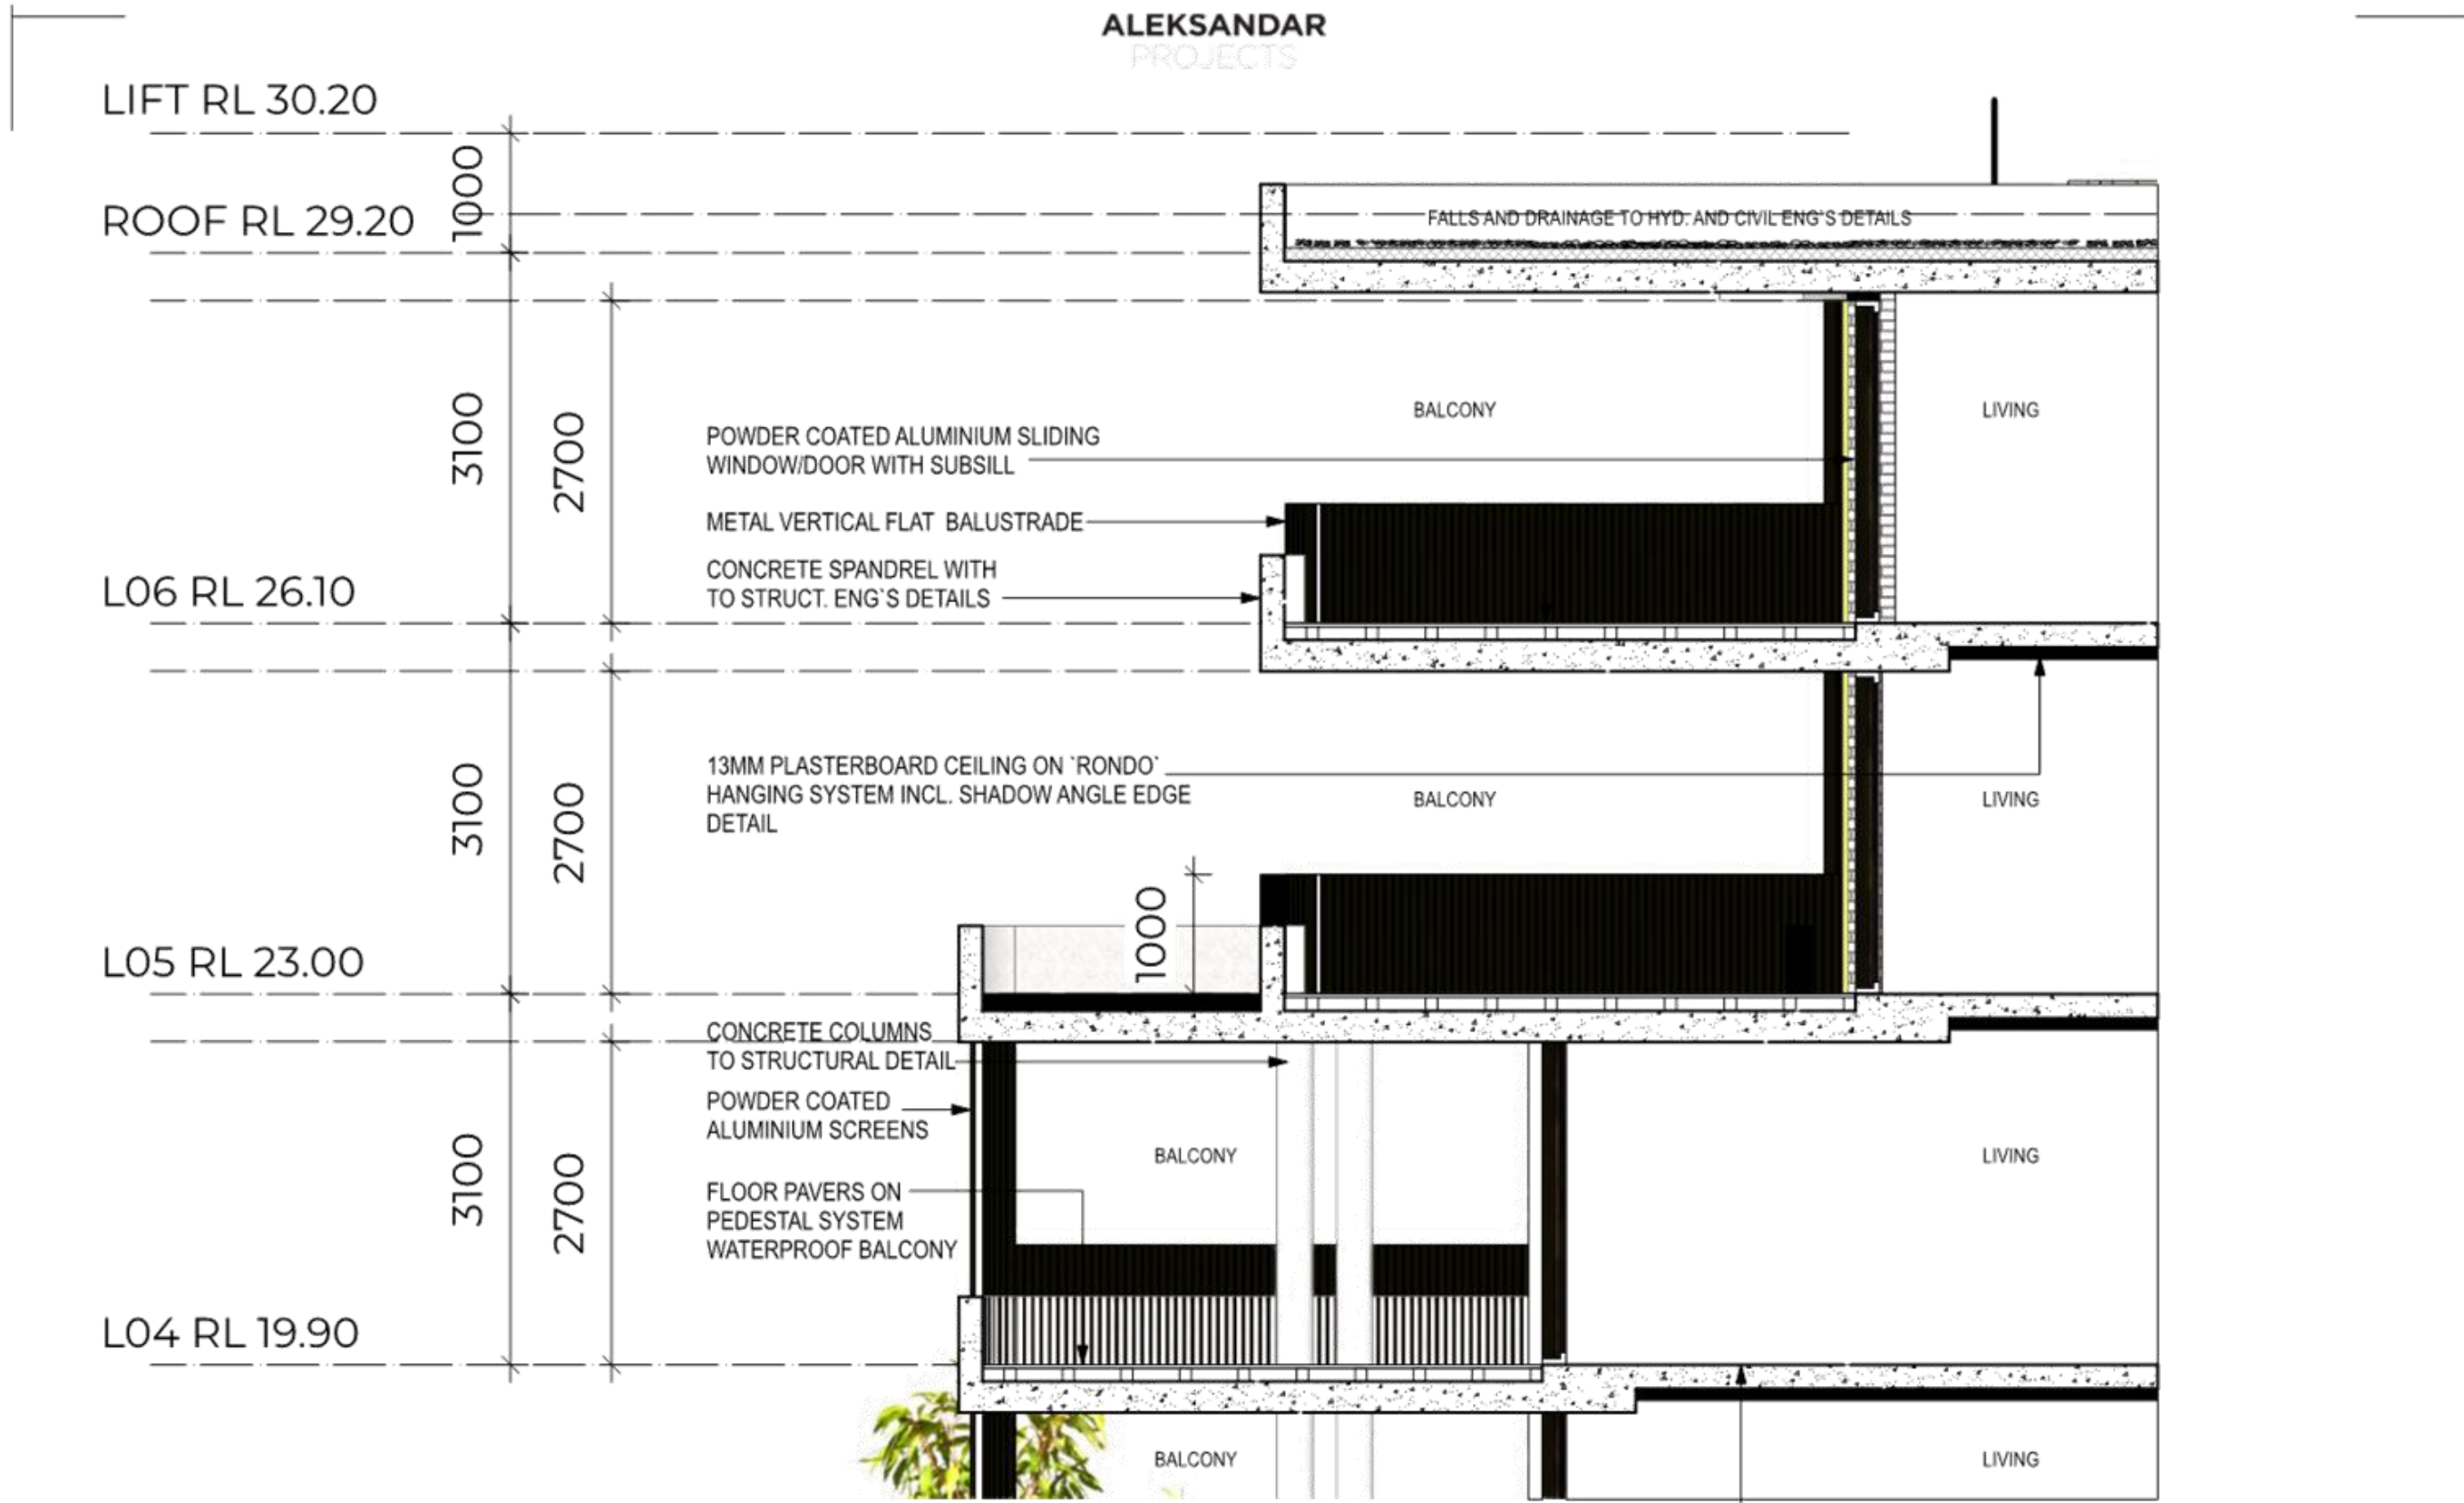 ALEKSANDAR
PROJECTS
LIFT RL 30.20
1000
ROOF RL 29.20
FALLS AND DRAINAGE TO HYD. AND CIVIL ENG`S DETAILS
3100
2700
BALCONY
LIVING
POWDER COATED ALUMINIUM SLIDING
WINDOW/DOOR WITH SUBSILL
METAL VERTICAL FLAT BALUSTRADE
CONCRETE SPANDREL WITH
TO STRUCT. ENG`S DETAILS
L06 RL 26.10
3100
2700
13MM PLASTERBOARD CEILING ON `RONDO`
HANGING SYSTEM INCL. SHADOW ANGLE EDGE
DETAIL
BALCONY
LIVING
1000
L05 RL 23.00
CONCRETE COLUMNS
TO STRUCTURAL DETAIL
POWDER COATED
ALUMINIUM SCREENS
3100
2700
BALCONY
LIVING
FLOOR PAVERS ON
PEDESTAL SYSTEM
WATERPROOF BALCONY
L04 RL 19.90
BALCONY
LIVING